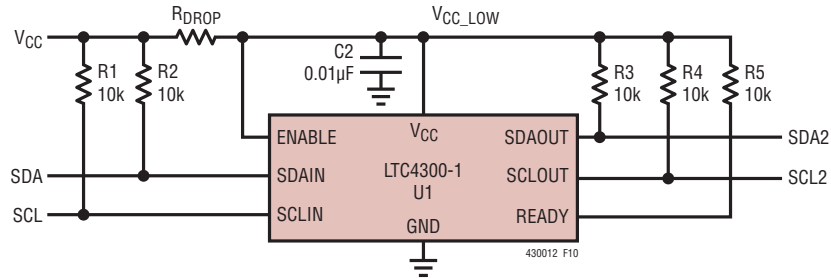 RDROP
VCC_LOW
VCC
C2
0.01µF
R1
10k
R2
10k
R3
10k
R4
10k
R5
10k
ENABLE
VCC
SDAOUT
SDA2
SDA
SDAIN
LTC4300-1
U1
SCLOUT
SCL2
SCL
SCLIN
GND
READY
430012 F10